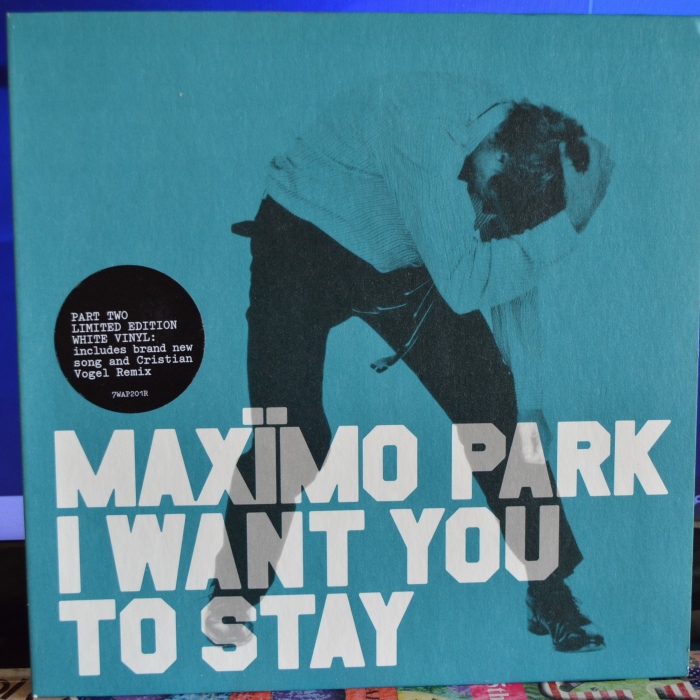 PART TWO
LIMITED EDITION
WHITE VINYL:
includes brand new
song and Cristian
Vogel Remix
7WAP201R
MAXÏMO PARK
I WANT YOU
TO STAY